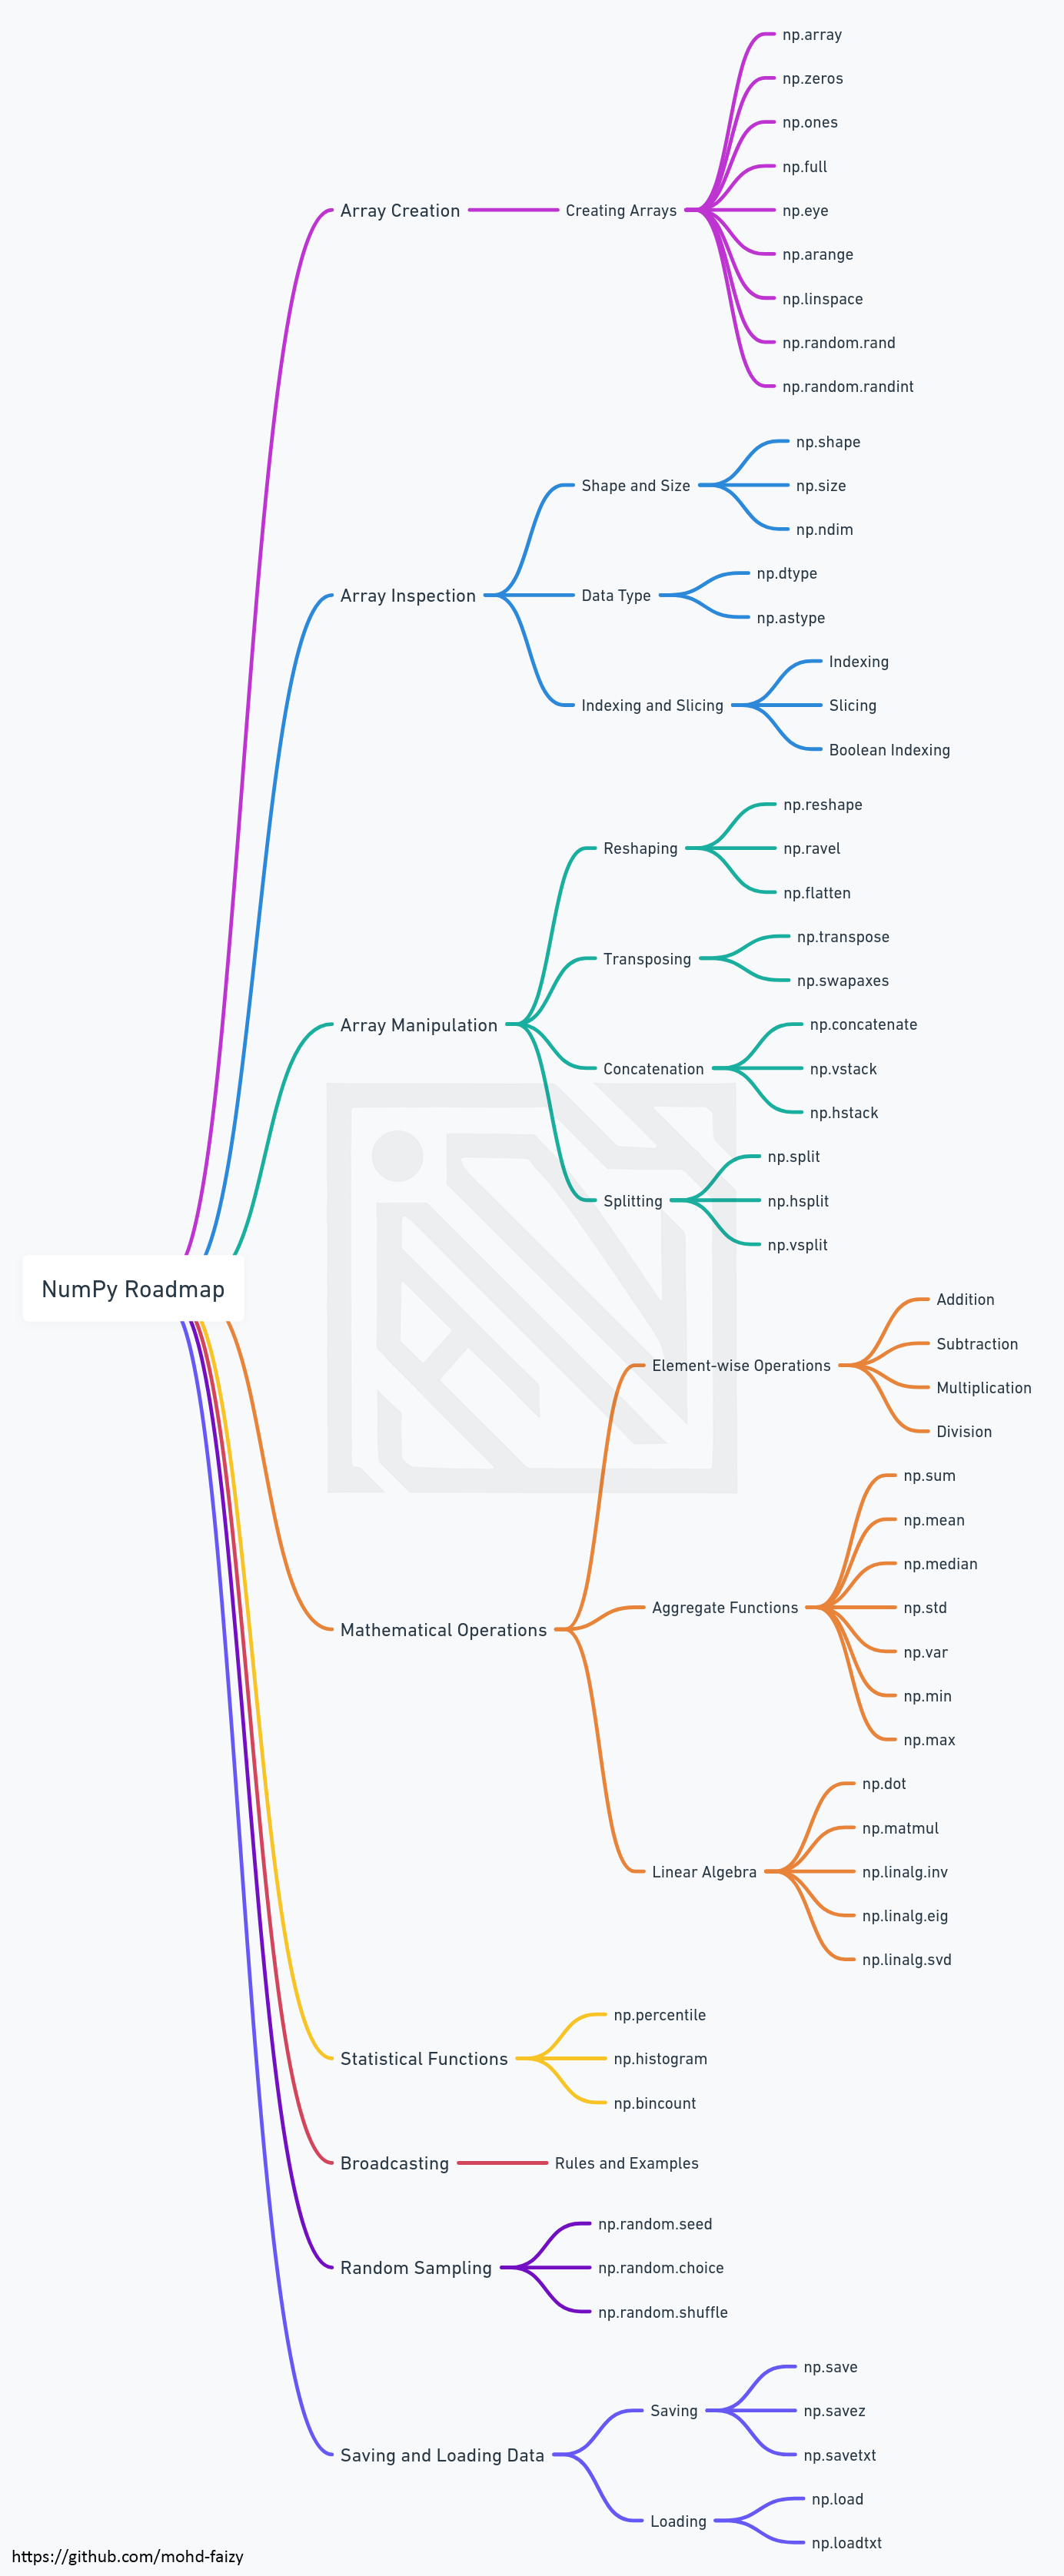 NumPy Roadmap
Array Creation
Creating Arrays
np.array
np.zeros
np.ones
np.full
np.eye
np.arange
np.linspace
np.random.rand
np.random.randint
Array Inspection
Shape and Size
np.shape
np.size
np.ndim
Data Type
np.dtype
np.astype
Indexing and Slicing
Indexing
Slicing
Boolean Indexing
Array Manipulation
Reshaping
np.reshape
np.ravel
np.flatten
Transposing
np.transpose
np.swapaxes
Concatenation
np.concatenate
np.vstack
np.hstack
Splitting
np.split
np.hsplit
np.vsplit
Mathematical Operations
Element-wise Operations
Addition
Subtraction
Multiplication
Division
Aggregate Functions
np.sum
np.mean
np.median
np.std
np.var
np.min
np.max
Linear Algebra
np.dot
np.matmul
np.linalg.inv
np.linalg.eig
np.linalg.svd
Statistical Functions
np.percentile
np.histogram
np.bincount
Broadcasting
Rules and Examples
Random Sampling
np.random.seed
np.random.choice
np.random.shuffle
Saving and Loading Data
Saving
np.save
np.savez
np.savetxt
Loading
np.load
np.loadtxt
https://github.com/mohd-faizy